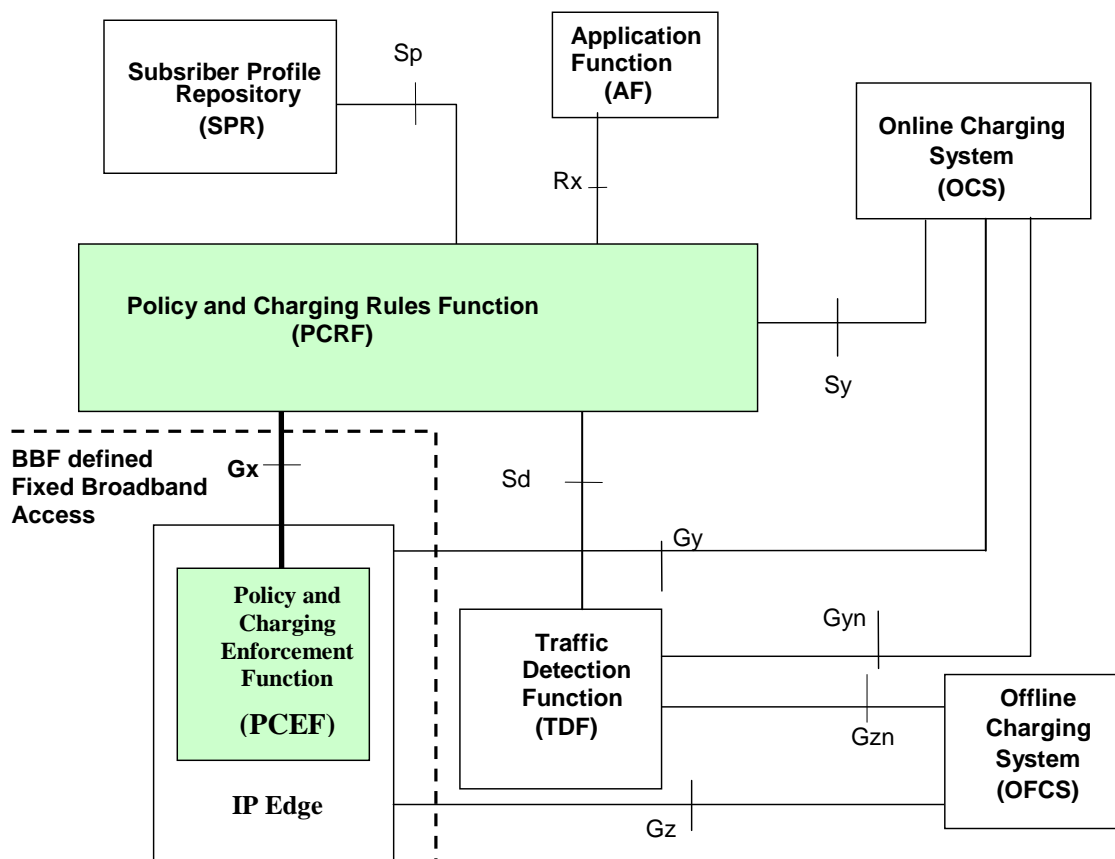 Subsriber Profile
Repository
(SPR)
Sp
Application
Function
(AF)
Online Charging
System
(OCS)
Rx
Policy and Charging Rules Function
(PCRF)
Sy
BBF defined
Fixed Broadband
Access
Gx
Sd
Gy
Policy and
Charging
Enforcement
Function
(PCEF)
IP Edge
Traffic
Detection
Function
(TDF)
Gyn
Gzn
Offline
Charging
System
(OFCS)
Gz